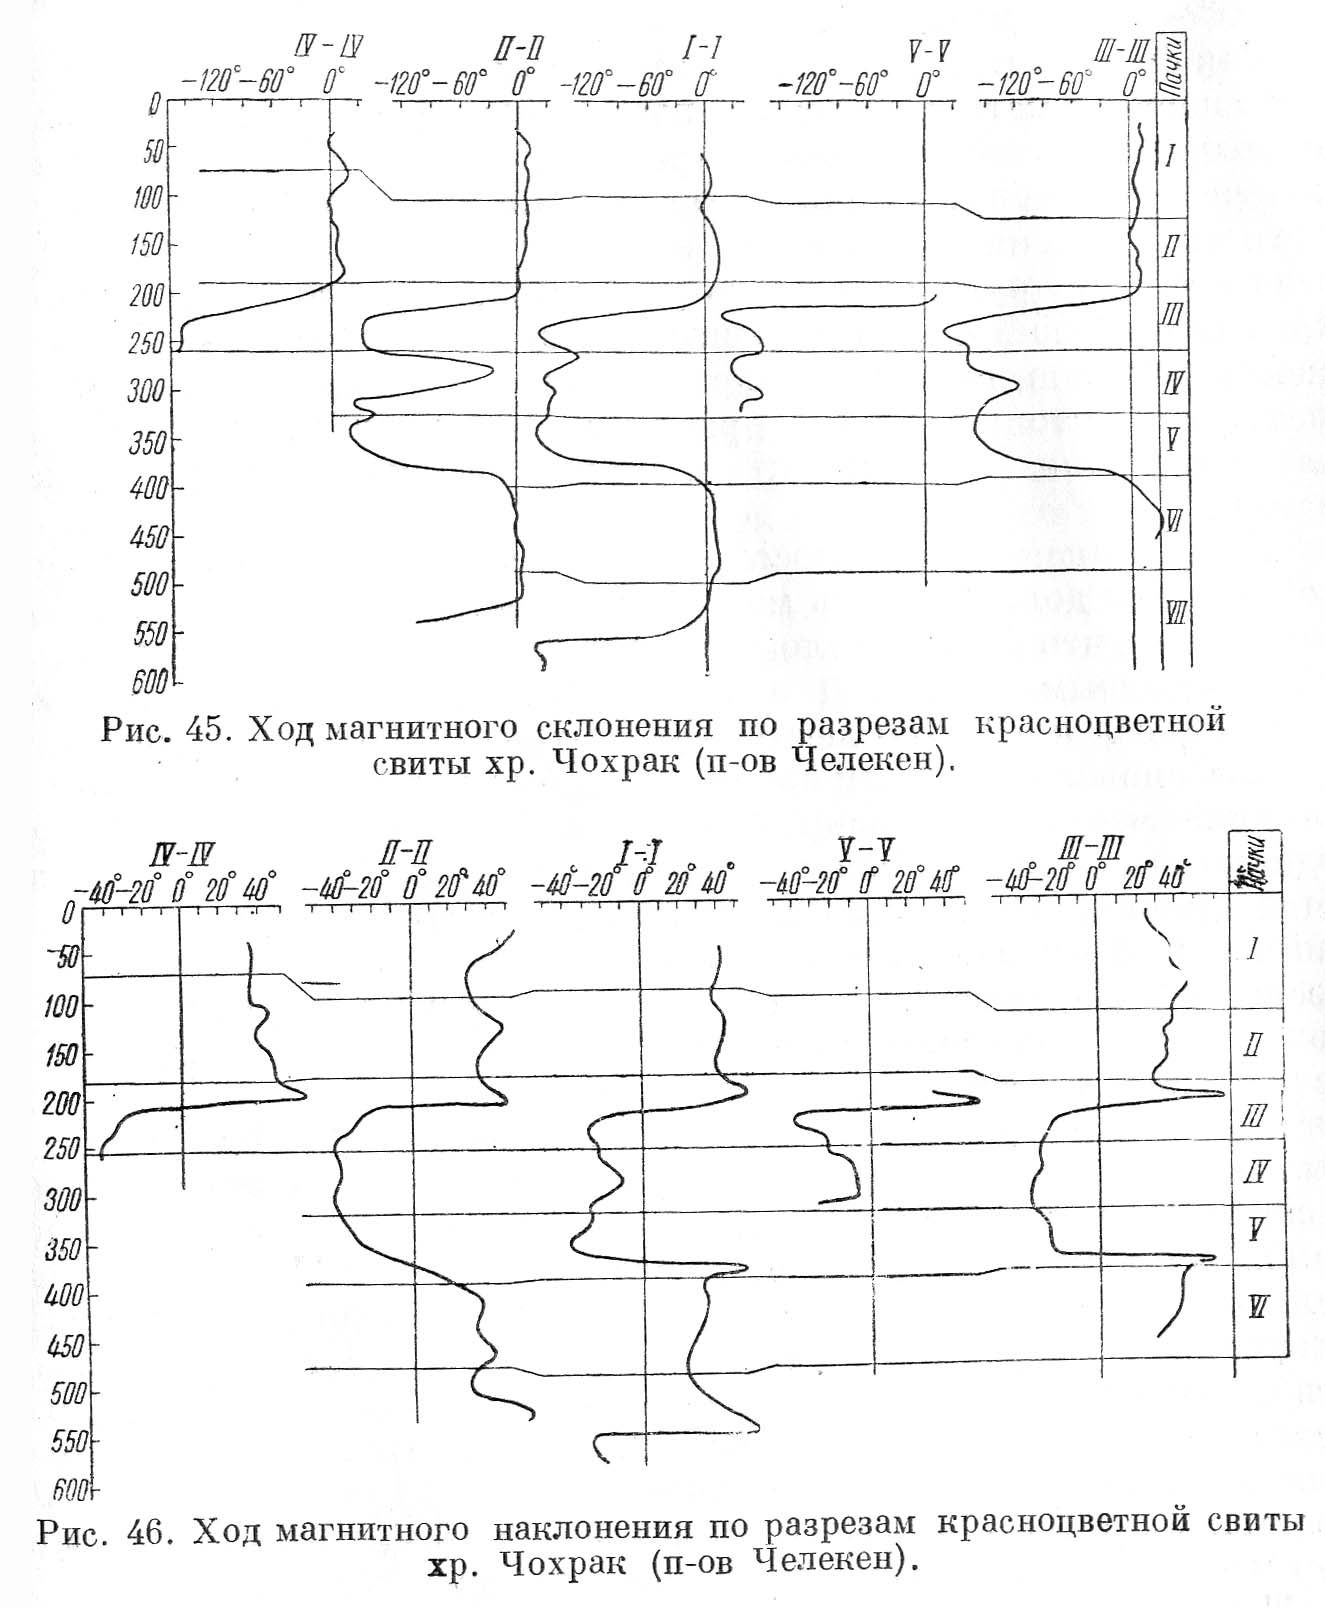 IV – IV II – II I – I V – V III – III Пачки
–120° –60° 0° –120° –60° 0° –120° –60° 0° –120° –60° 0° –120° –60° 0°
0
50 I
100
150 II
200
250 III
300 IV
350 V
400
450 VI
500
550 VII
600
Рис. 45. Ход магнитного склонения по разрезам красноцветной
свиты хр. Чохрак (п-ов Челекен).
IV – IV II – II I – I V – V III – III Пачки
–40° –20° 0° 20° 40° –40° –20° 0° 20° 40° –40° –20° 0° 20° 40° –40° –20° 0° 20° 40° –40° –20° 0° 20° 40°
0
50 I
100
150 II
200 III
250
300 IV
350 V
400 VI
450
500
550
600
Рис. 46. Ход магнитного наклонения по разрезам красноцветной свиты
хр. Чохрак (п-ов Челекен).